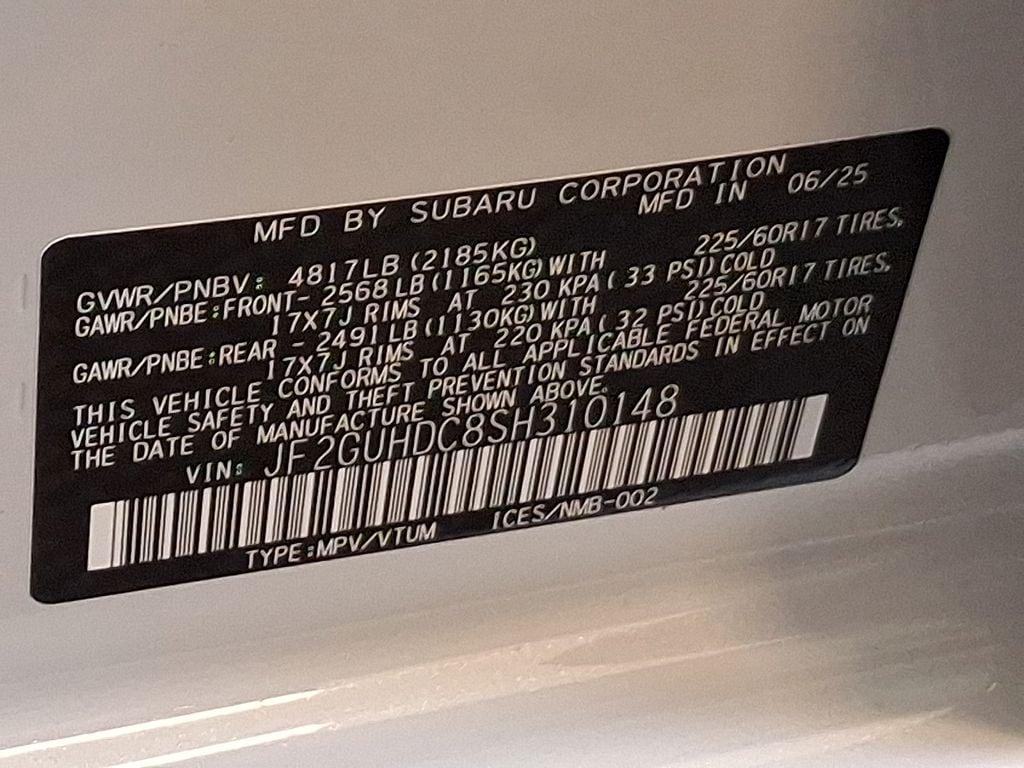 MFD BY SUBARU CORPORATION
MFD IN 06/25
GVWR/PNBV: 4817LB (2185KG)
GAWR/PNBE:FRONT- 2568LB (1165KG) WITH 225/60R17 TIRES,
17X7J RIMS AT 230 KPA ( 33 PSI) COLD
GAWR/PNBE:REAR - 2491LB (1130KG) WITH 225/60R17 TIRES,
17X7J RIMS AT 220 KPA ( 32 PSI) COLD
THIS VEHICLE CONFORMS TO ALL APPLICABLE FEDERAL MOTOR
VEHICLE SAFETY AND THEFT PREVENTION STANDARDS IN EFFECT ON
THE DATE OF MANUFACTURE SHOWN ABOVE.
VIN: JF2GUHDC8SH310148
TYPE:MPV/VTUM ICES/NMB-002